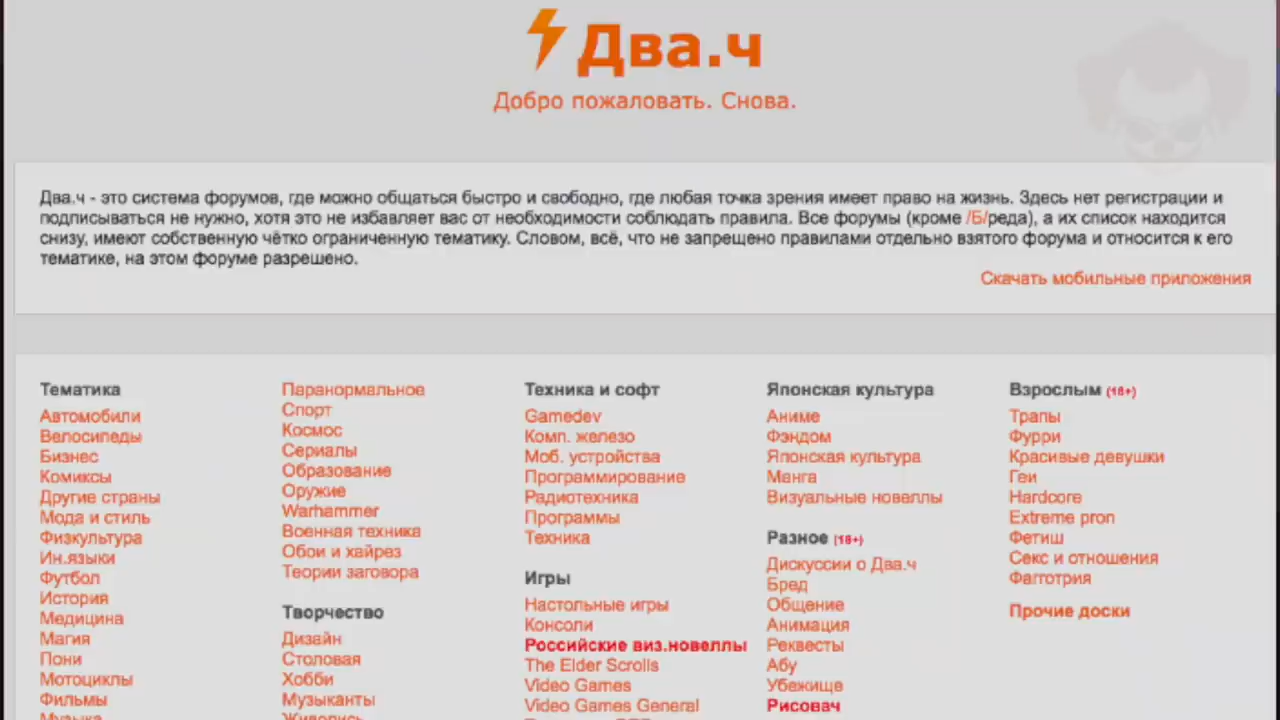 Два.ч
Добро пожаловать. Снова.
Два.ч - это система форумов, где можно общаться быстро и свободно, где любая точка зрения имеет право на жизнь. Здесь нет регистрации и
подписываться не нужно, хотя это не избавляет вас от необходимости соблюдать правила. Все форумы (кроме /Б/реда), а их список находится
снизу, имеют собственную чётко ограниченную тематику. Словом, всё, что не запрещено правилами отдельно взятого форума и относится к его
тематике, на этом форуме разрешено.
Скачать мобильные приложения
Тематика
Автомобили
Велосипеды
Бизнес
Комиксы
Другие страны
Мода и стиль
Физкультура
Ин.языки
Футбол
История
Медицина
Магия
Пони
Мотоциклы
Фильмы
Музыка
Паранормальное
Спорт
Космос
Сериалы
Образование
Оружие
Warhammer
Военная техника
Обои и хайрез
Теории заговора
Творчество
Дизайн
Столовая
Хобби
Музыканты
Живопись
Техника и софт
Gamedev
Комп. железо
Моб. устройства
Программирование
Радиотехника
Программы
Техника
Игры
Настольные игры
Консоли
Российские виз.новеллы
The Elder Scrolls
Video Games
Video Games General
Японская культура
Аниме
Фэндом
Японская культура
Манга
Визуальные новеллы
Разное (18+)
Дискуссии о Два.ч
Бред
Общение
Анимация
Реквесты
Абу
Убежище
Рисовач
Взрослым (18+)
Трапы
Фурри
Красивые девушки
Геи
Hardcore
Extreme pron
Фетиш
Секс и отношения
Фагготрия
Прочие доски